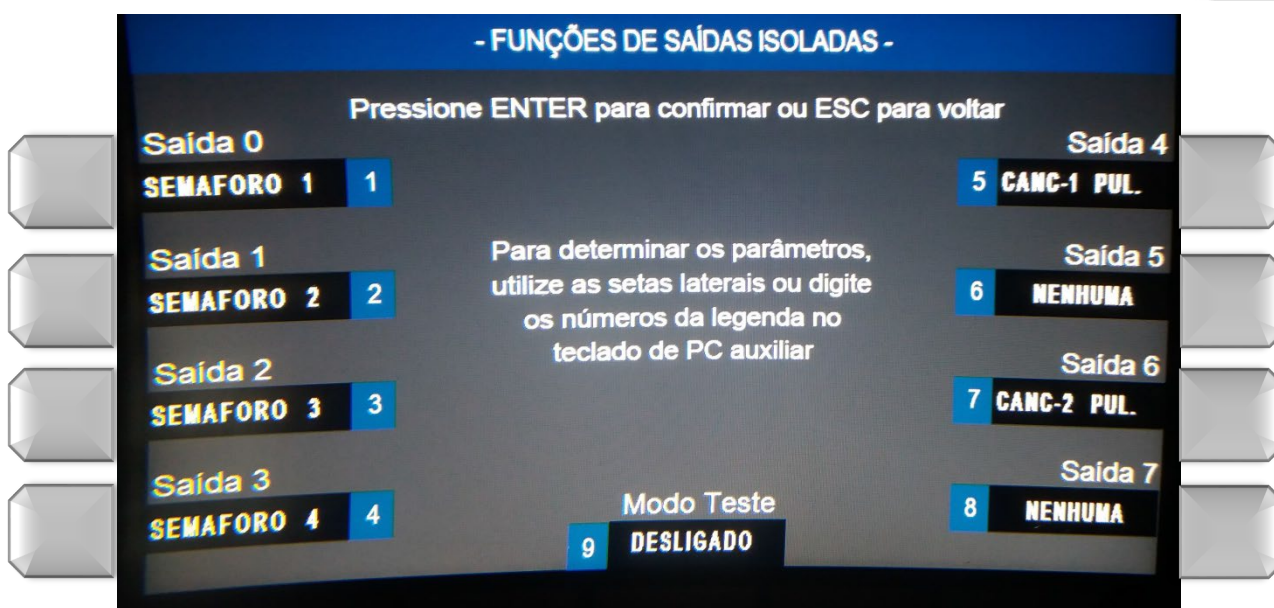 - FUNÇÕES DE SAÍDAS ISOLADAS -
Pressione ENTER para confirmar ou ESC para voltar
Saída 0
SEMAFORO 1 1
Saída 1
SEMAFORO 2 2
Saída 2
SEMAFORO 3 3
Saída 3
SEMAFORO 4 4
Para determinar os parâmetros,
utilize as setas laterais ou digite
os números da legenda no
teclado de PC auxiliar
Modo Teste
9 DESLIGADO
Saída 4
5 CANC-1 PUL.
Saída 5
6 NENHUMA
Saída 6
7 CANC-2 PUL.
Saída 7
8 NENHUMA